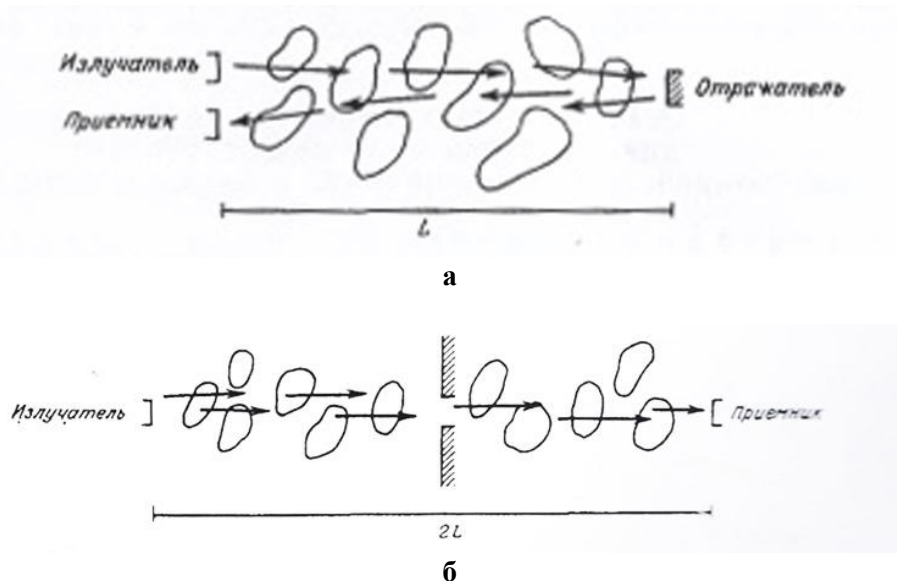 Излучатель
Отражатель
Приемник
L
а
Излучатель
Приемник
2L
б